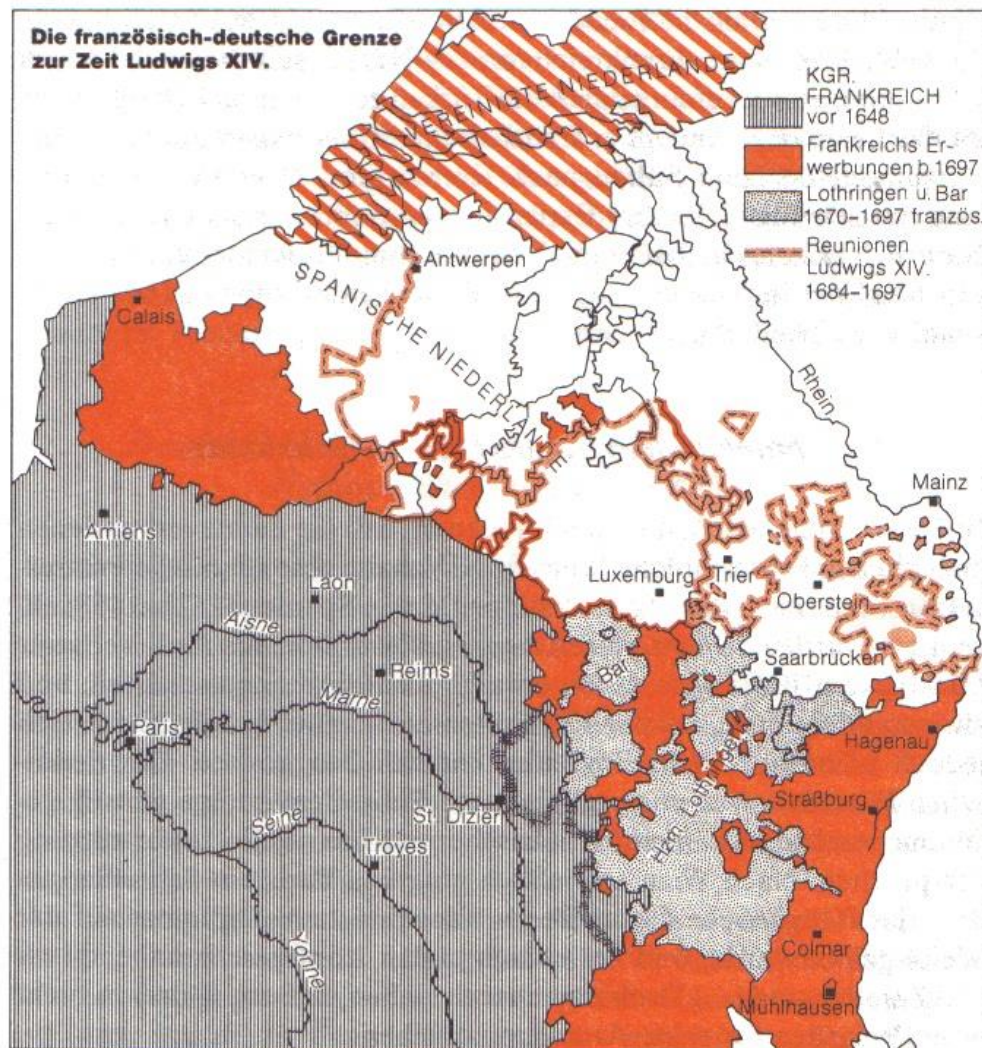 Die französisch-deutsche Grenze
zur Zeit Ludwigs XIV.
KGR.
FRANKREICH
vor 1648
Frankreichs Er-
werbungen b. 1697
Lothringen u. Bar
1670–1697 französ.
Reunionen
Ludwigs XIV.
1684–1697
VEREINIGTE NIEDERLANDE
Antwerpen
SPANISCHE NIEDERLANDE
Calais
Rhein
Mainz
Amiens
Luxemburg
Trier
Oberstein
Laon
Aisne
Bar
Saarbrücken
Reims
Marne
Paris
Hagenau
Hzm. Lothringen
Straßburg
St. Dizier
Seine
Troyes
Yonne
Colmar
Mühlhausen